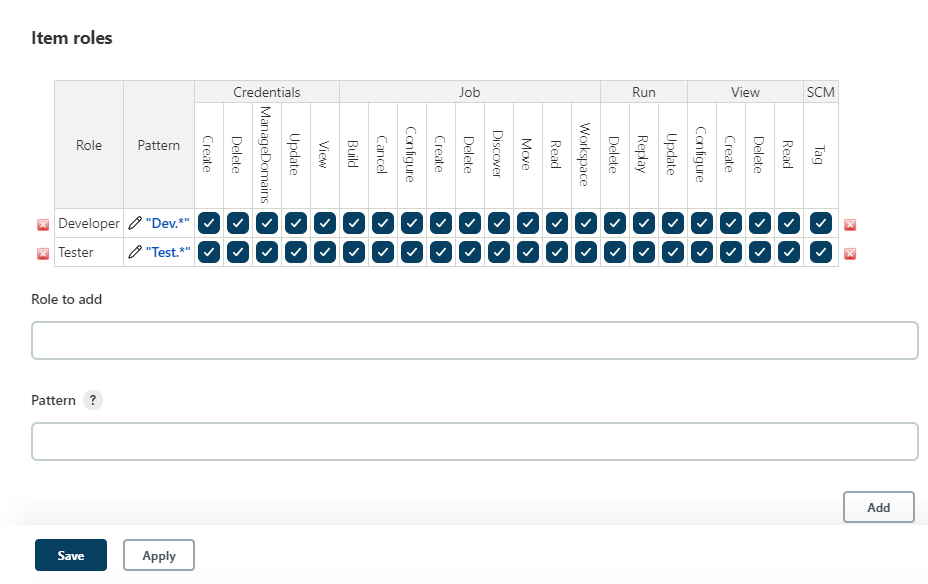 Item roles
Credentials Job Run View SCM
Role Pattern Create Delete ManageDomains Update View Build Cancel Configure Create Delete Discover Move Read Workspace Delete Replay Update Configure Create Delete Read Tag
Developer "Dev.*"
Tester "Test.*"
Role to add
Pattern ?
Add
Save Apply